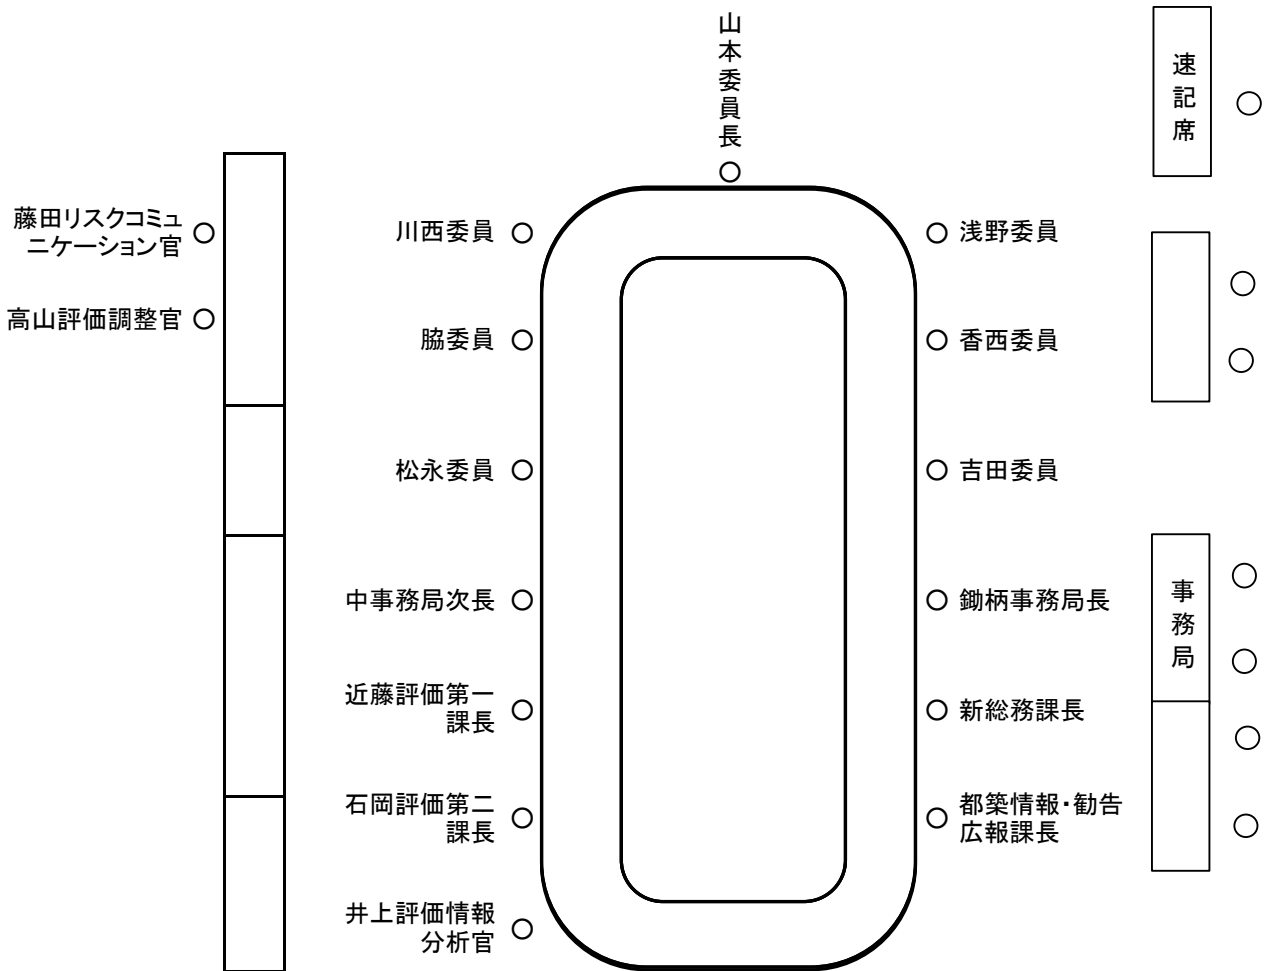 山本委員長
速記席
藤田リスクコミュ
ニケーション官
川西委員
浅野委員
高山評価調整官
脇委員
香西委員
松永委員
吉田委員
中事務局次長
鋤柄事務局長
事務局
近藤評価第一
課長
新総務課長
石岡評価第二
課長
都築情報・勧告
広報課長
井上評価情報
分析官